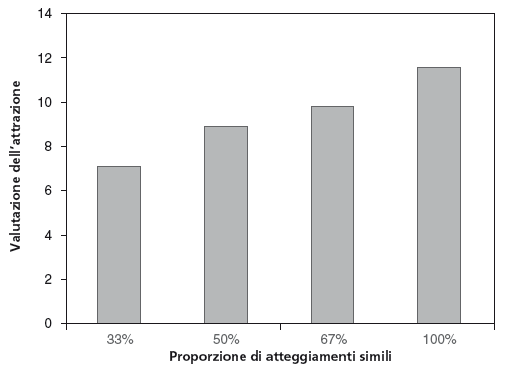 14
12
10
8
6
4
2
0
Valutazione dell'attrazione
33% 50% 67% 100%
Proporzione di atteggiamenti simili